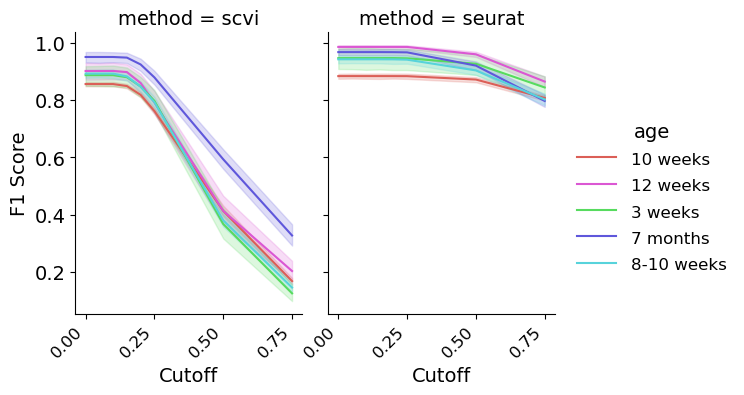 method = scvi
method = seurat
1.0
0.8
0.6
0.4
0.2
F1 Score
0.00
0.25
0.50
0.75
0.00
0.25
0.50
0.75
Cutoff
Cutoff
age
10 weeks
12 weeks
3 weeks
7 months
8-10 weeks